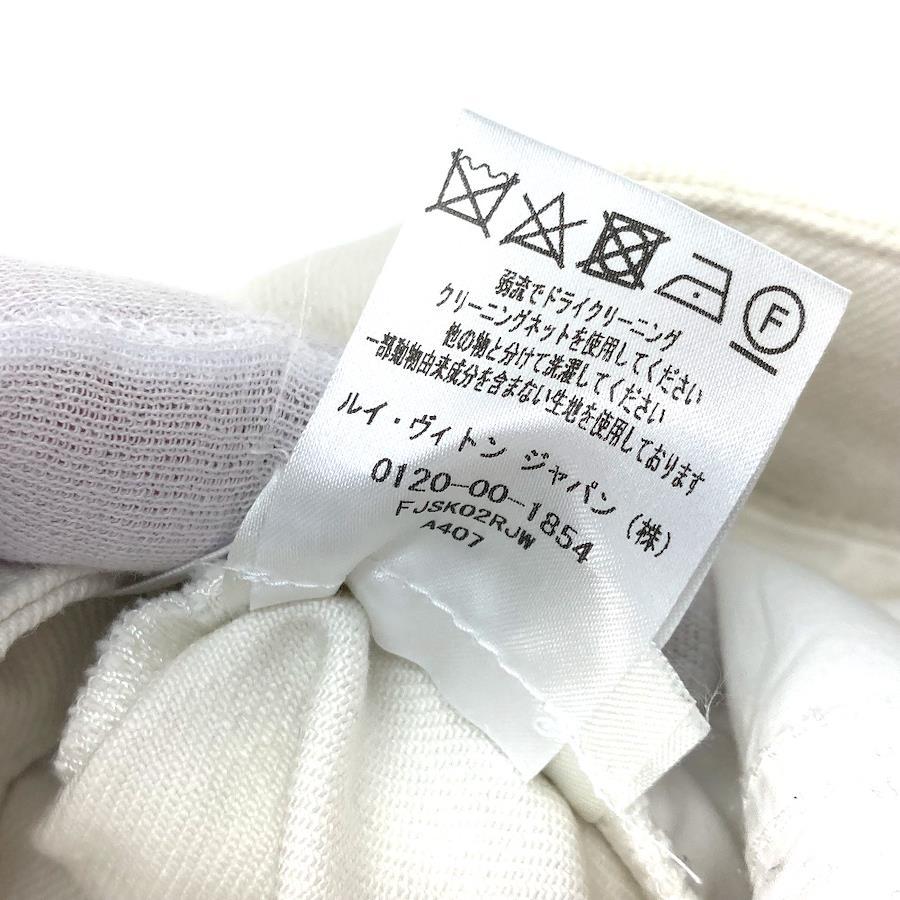 F
弱流でドライクリーニング
クリーニングネットを使用してください
他の物と分けて洗濯してください
一部動物由来成分を含まない生地を使用しております
ルイ・ヴィトン ジャパン (株)
0120-00-1854
FJSK02RJW
A407